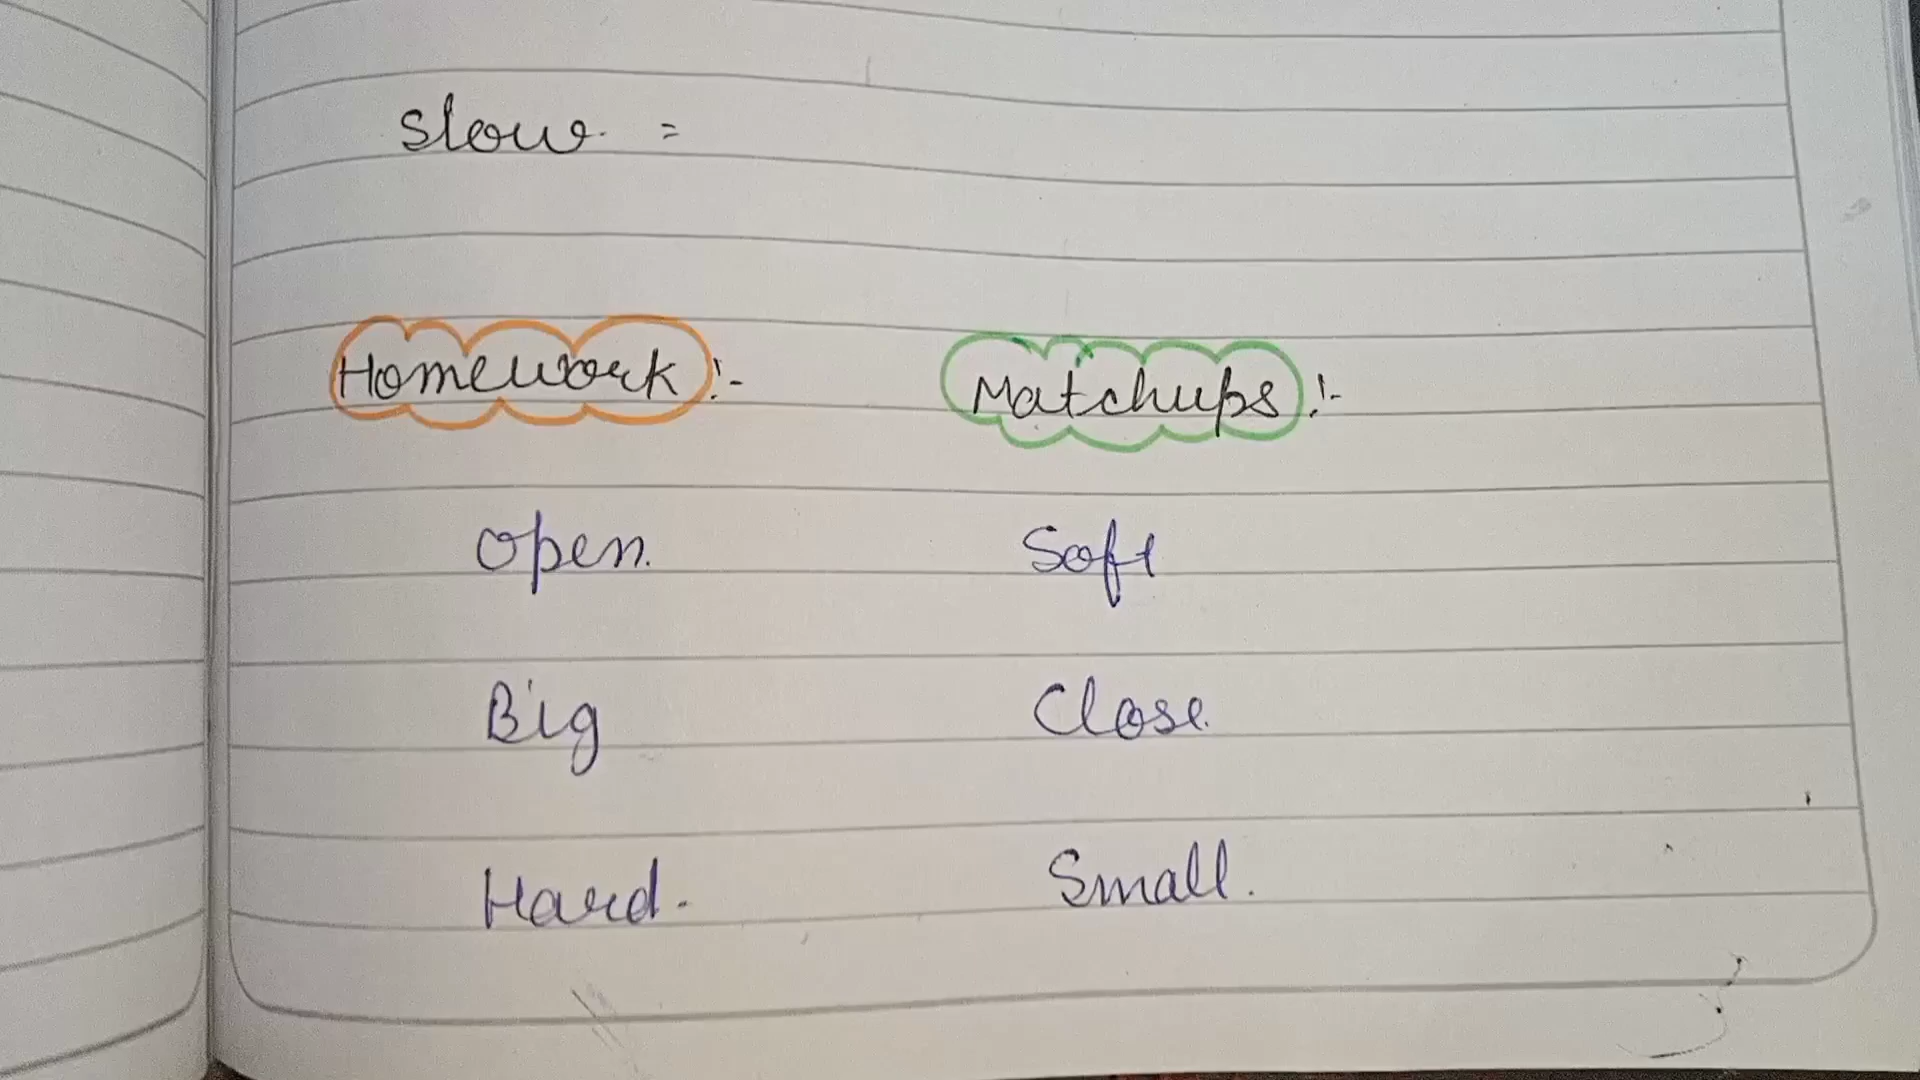 Slow. =
Homework :- Matchups :-
Open. Soft
Big Close.
Hard. Small.